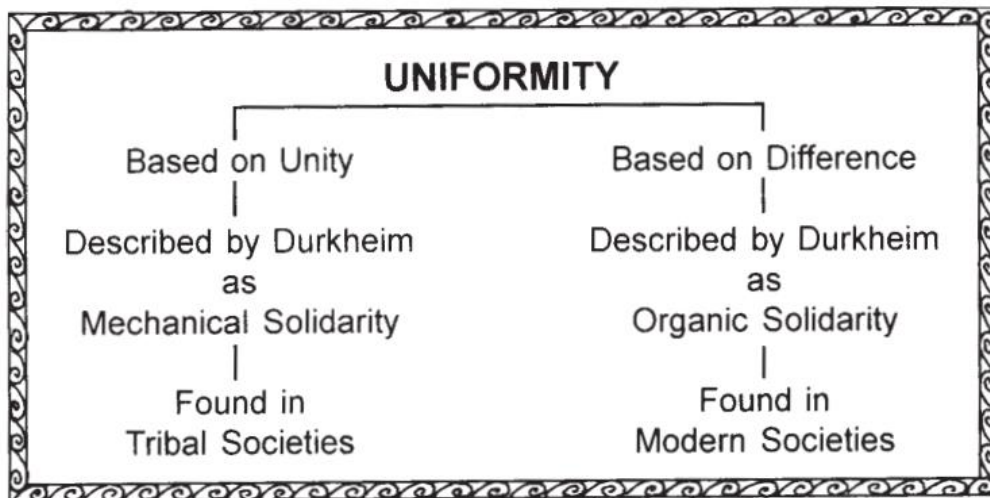 UNIFORMITY
Based on Unity
Described by Durkheim
as
Mechanical Solidarity
Found in
Tribal Societies
Based on Difference
Described by Durkheim
as
Organic Solidarity
Found in
Modern Societies